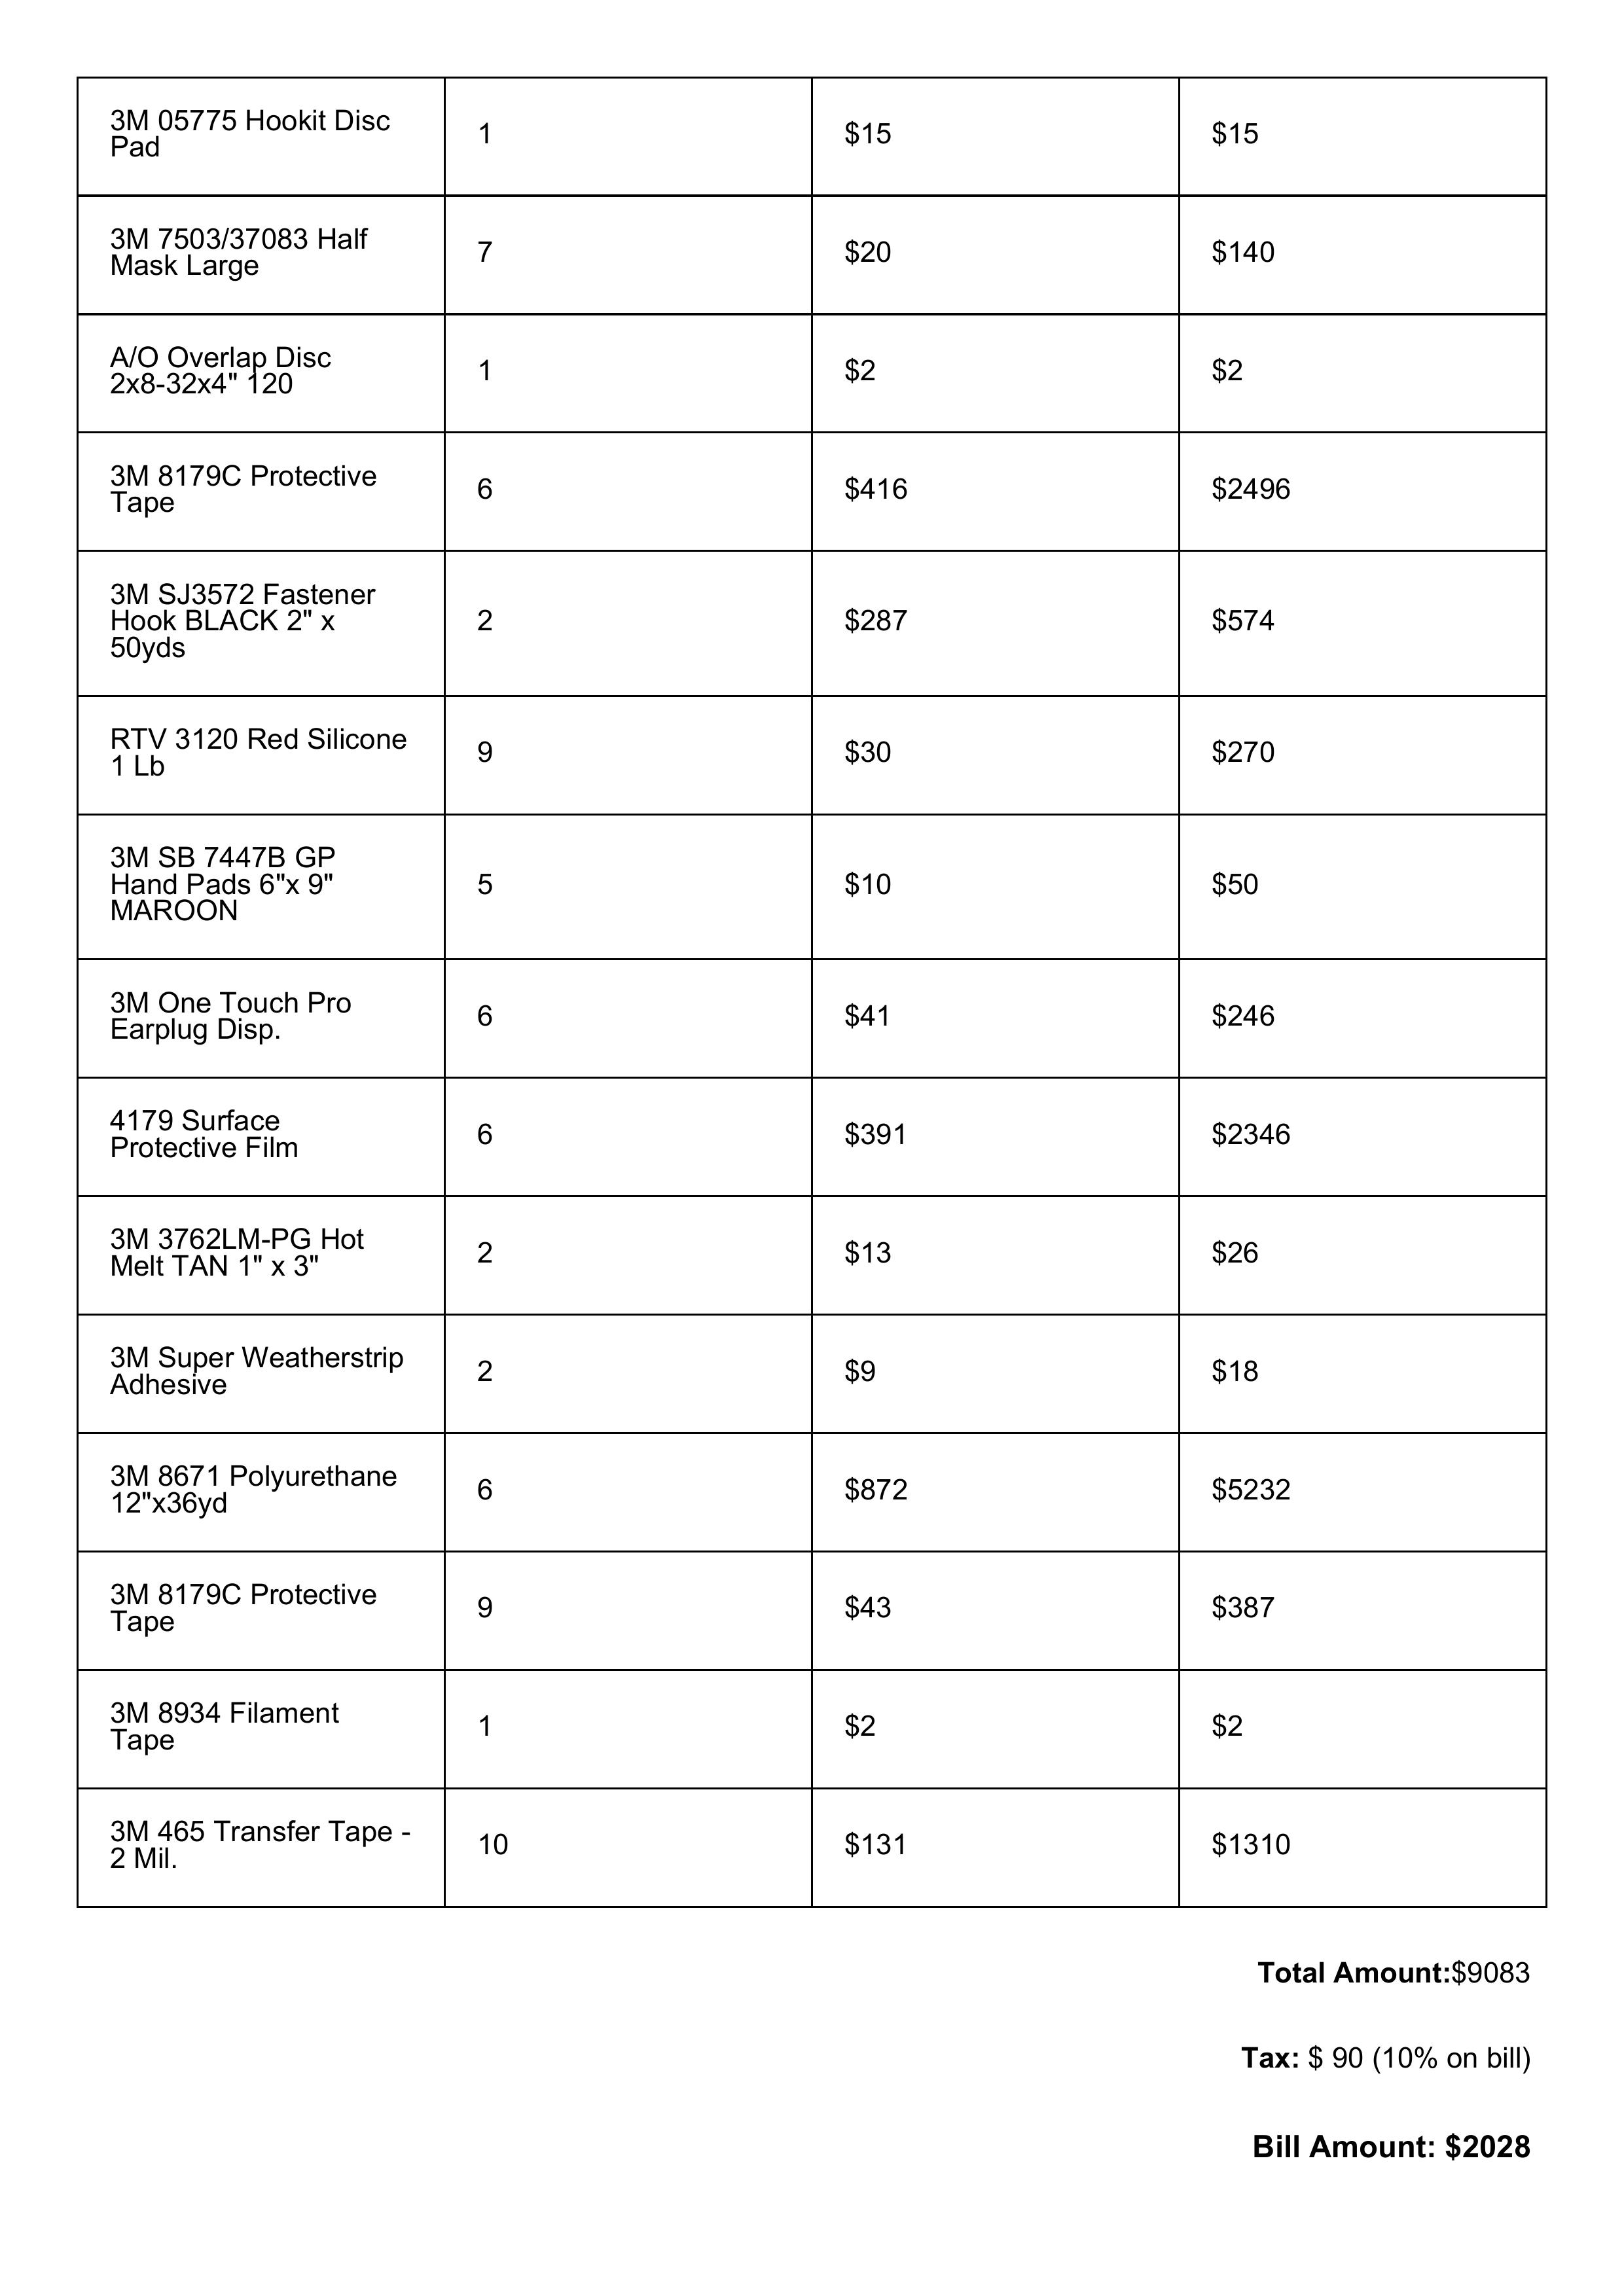 3M 05775 Hookit Disc
Pad
1
$15
$15
3M 7503/37083 Half
Mask Large
7
$20
$140
A/O Overlap Disc
2x8-32x4" 120
1
$2
$2
3M 8179C Protective
Tape
6
$416
$2496
3M SJ3572 Fastener
Hook BLACK 2" x
50yds
2
$287
$574
RTV 3120 Red Silicone
1 Lb
9
$30
$270
3M SB 7447B GP
Hand Pads 6"x 9"
MAROON
5
$10
$50
3M One Touch Pro
Earplug Disp.
6
$41
$246
4179 Surface
Protective Film
6
$391
$2346
3M 3762LM-PG Hot
Melt TAN 1" x 3"
2
$13
$26
3M Super Weatherstrip
Adhesive
2
$9
$18
3M 8671 Polyurethane
12"x36yd
6
$872
$5232
3M 8179C Protective
Tape
9
$43
$387
3M 8934 Filament
Tape
1
$2
$2
3M 465 Transfer Tape -
2 Mil.
10
$131
$1310
Total Amount:$9083
Tax: $ 90 (10% on bill)
Bill Amount: $2028